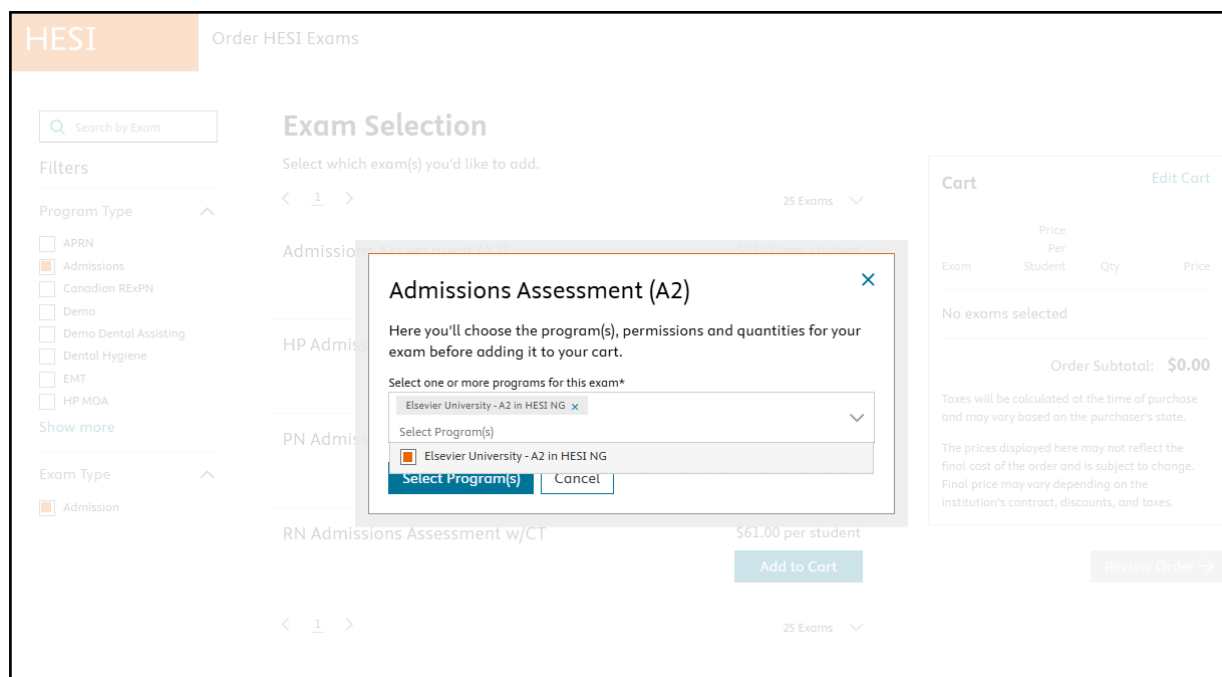 HESI
Order HESI Exams
Search by Exam
Filters
Program Type
APRN
Admissions
Canadian RExPN
Demo
Demo Dental Assisting
Dental Hygiene
EMT
HP MOA
Show more
Exam Type
Admission
Exam Selection
Select which exam(s) you'd like to add.
1
25 Exams
Admissions Assessment (A2)
$61.00 per student
HP Admis
PN Admis
RN Admissions Assessment w/CT
$61.00 per student
Add to Cart
1
25 Exams
Admissions Assessment (A2)
Here you'll choose the program(s), permissions and quantities for your
exam before adding it to your cart.
Select one or more programs for this exam*
Elsevier University - A2 in HESI NG
Select Program(s)
Elsevier University - A2 in HESI NG
Select Program(s)
Cancel
Cart
Edit Cart
Exam
Price
Per
Student
Qty
Price
No exams selected
Order Subtotal: $0.00
Taxes will be calculated at the time of purchase
and may vary based on the purchaser's state.
The prices displayed here may not reflect the
final cost of the order and is subject to change.
Final price may vary depending on the
institution's contract, discounts, and taxes.
Review Order